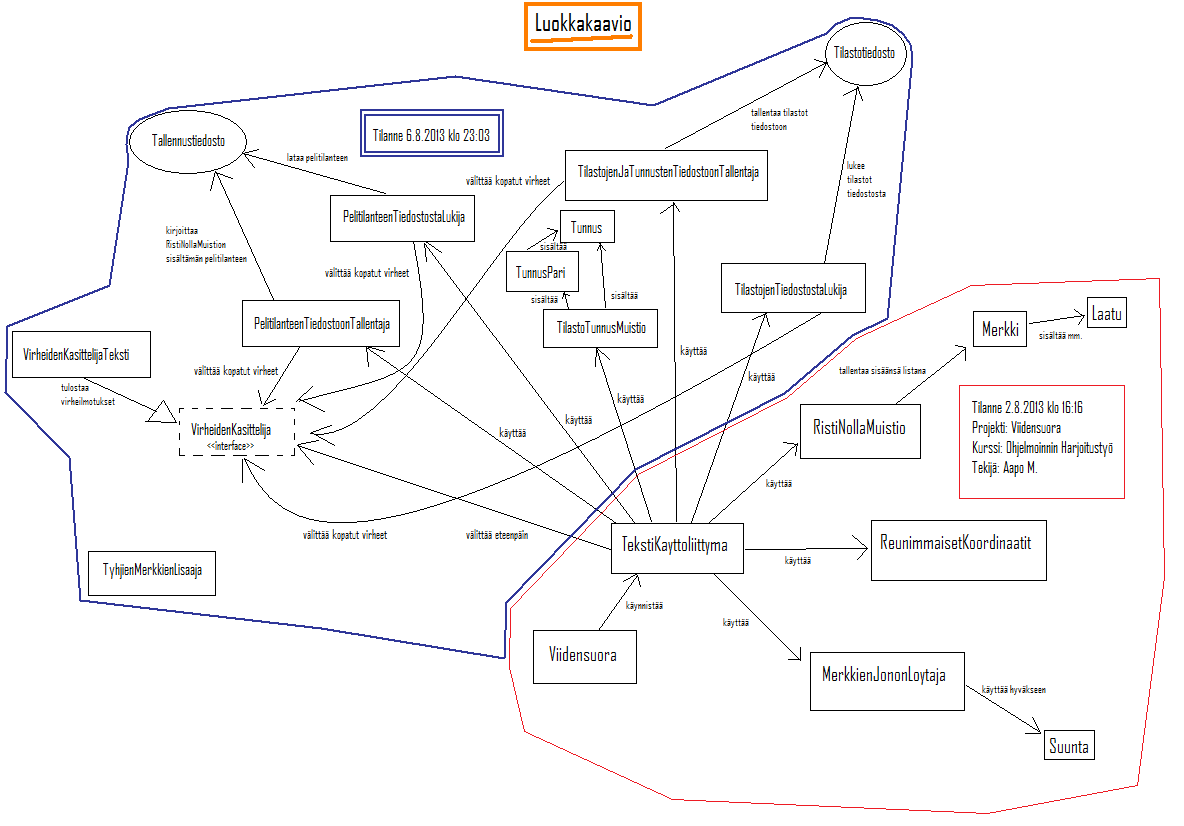 Luokkakaavio
Tilastotiedosto
Tallennustiedosto
Tilanne 6.8.2013 klo 23:03
tallentaa tilastot
tiedostoon
lataa pelitilanteen
välittää kopatut virheet
TilastojenJaTunnustenTiedostoonTallentaja
lukee
tilastot
tiedostosta
PelitilanteenTiedostostaLukija
Tunnus
kirjoittaa
RistiNollaMuistion
sisältämän pelitilanteen
sisältää
TunnusPari
välittää kopatut virheet
sisältää
sisältää
TilastojenTiedostostaLukija
PelitilanteenTiedostoonTallentaja
TilastoTunnusMuistio
Merkki
Laatu
sisältää mm.
VirheidenKasittelijaTeksti
välittää kopatut virheet
käyttää
käyttää
tallentaa sisäänsä listana
tulostaa
virheilmotukset
käyttää
käyttää
käyttää
VirheidenKasittelija
<<interface>>
RistiNollaMuistio
Tilanne 2.8.2013 klo 16:16
Projekti: Viidensuora
Kurssi: Ohjelmoinnin Harjoitustyö
Tekijä: Aapo M.
käyttää
välittää kopatut virheet
välittää eteenpäin
TekstiKayttoliittyma
käyttää
ReunimmaisetKoordinaatit
TyhjienMerkkienLisaaja
käynnistää
käyttää
Viidensuora
MerkkienJononLoytaja
käyttää hyväkseen
Suunta